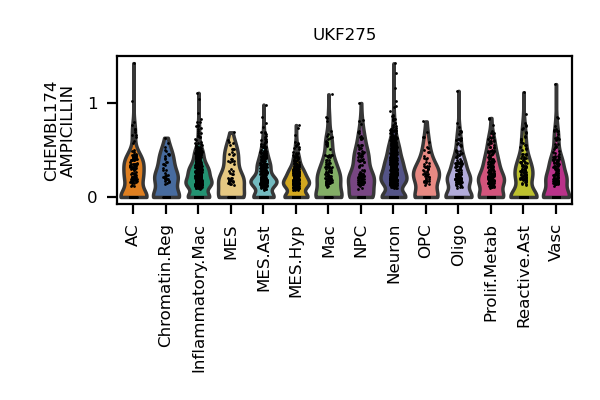 UKF275
CHEMBL174
AMPICILLIN
1
0
AC
Chromatin.Reg
Inflammatory.Mac
MES
MES.Ast
MES.Hyp
Mac
NPC
Neuron
OPC
Oligo
Prolif.Metab
Reactive.Ast
Vasc